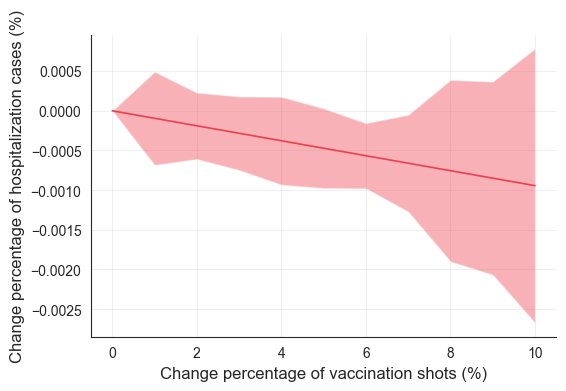 Change percentage of hospitalization cases (%)
0.0005
0.0000
−0.0005
−0.0010
−0.0015
−0.0020
−0.0025
0 2 4 6 8 10
Change percentage of vaccination shots (%)